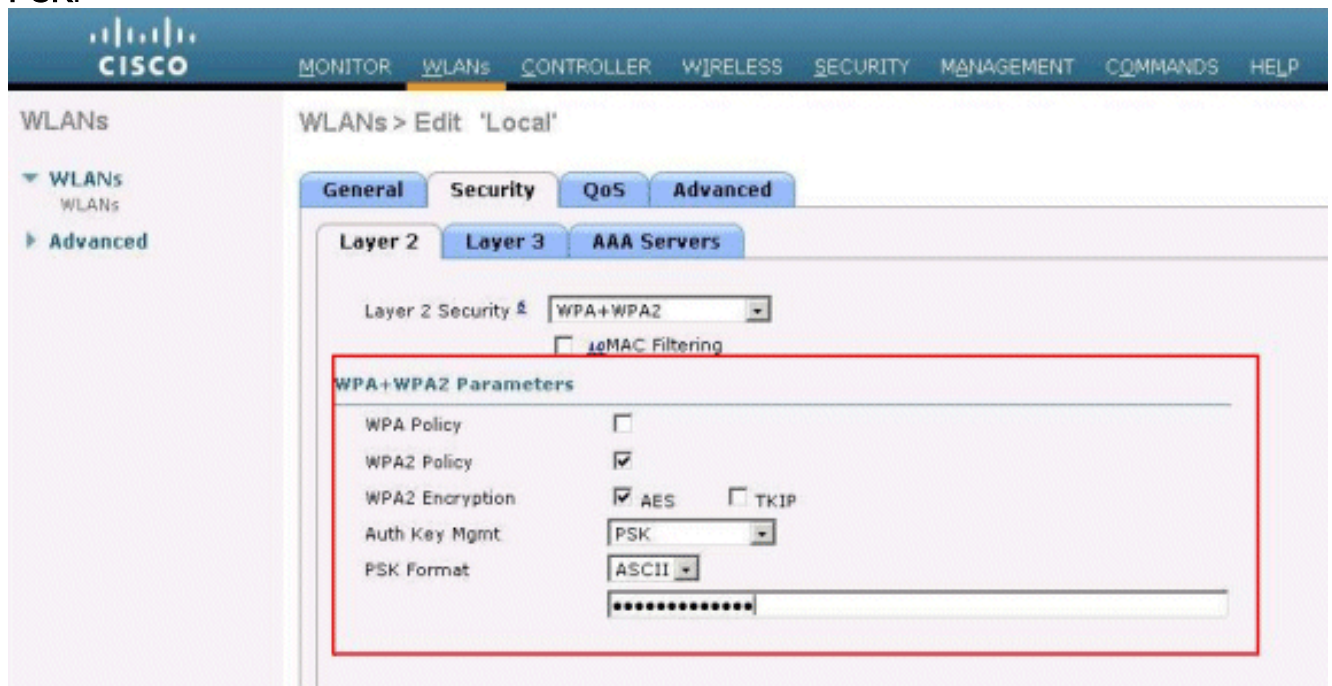 PSK.
CISCO
MONITOR WLANs CONTROLLER WIRELESS SECURITY MANAGEMENT COMMANDS HELP
WLANs
WLANs > Edit 'Local'
WLANs
WLANs
Advanced
General Security QoS Advanced
Layer 2 Layer 3 AAA Servers
Layer 2 Security 6 WPA+WPA2
10 MAC Filtering
WPA+WPA2 Parameters
WPA Policy
WPA2 Policy
WPA2 Encryption AES TKIP
Auth Key Mgmt PSK
PSK Format ASCII
•••••••••••••